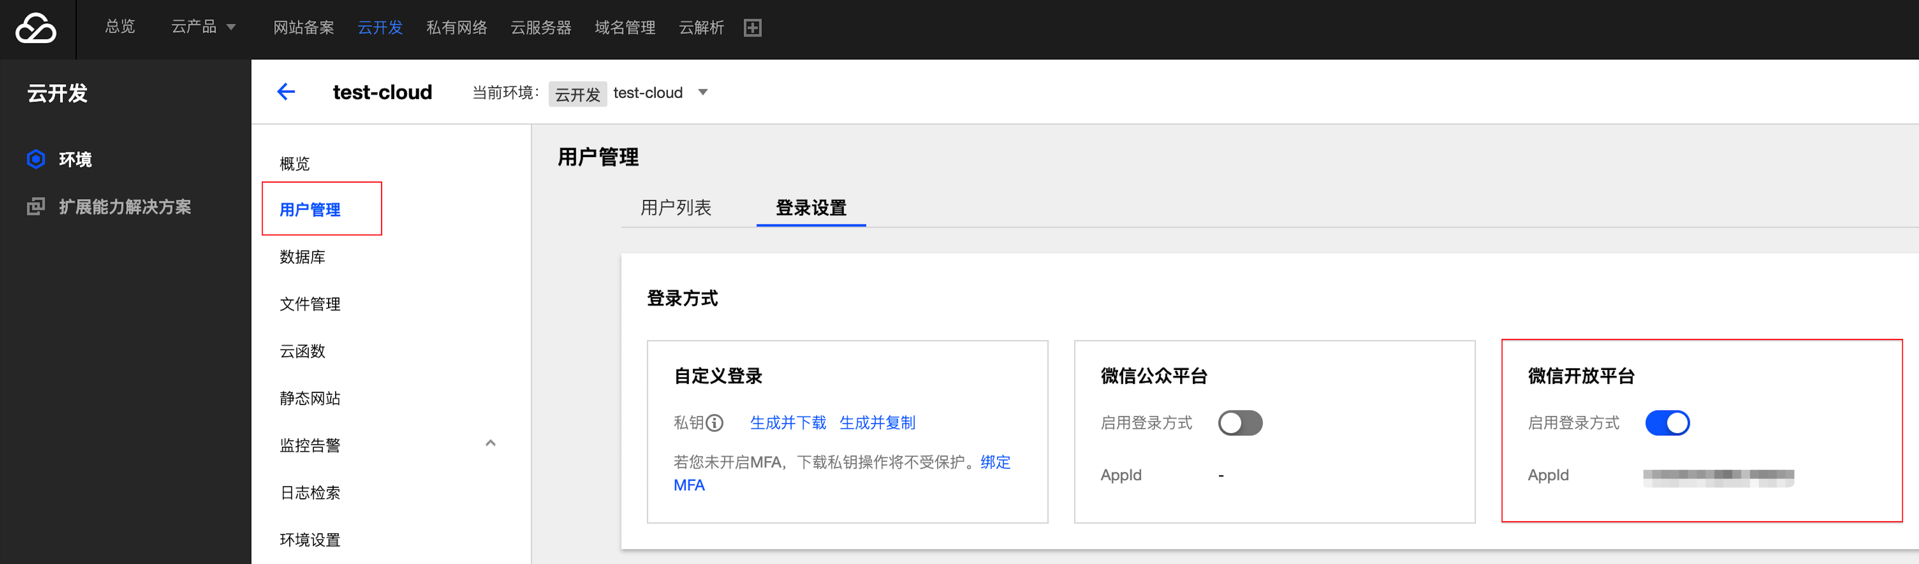 总览 云产品 网站备案 云开发 私有网络 云服务器 域名管理 云解析
云开发
环境
扩展能力解决方案
test-cloud 当前环境: 云开发 test-cloud
概览
用户管理
数据库
文件管理
云函数
静态网站
监控告警
日志检索
环境设置
用户管理
用户列表 登录设置
登录方式
自定义登录
私钥 生成并下载 生成并复制
若您未开启MFA，下载私钥操作将不受保护。绑定
MFA
微信公众平台
启用登录方式
AppId -
微信开放平台
启用登录方式
AppId